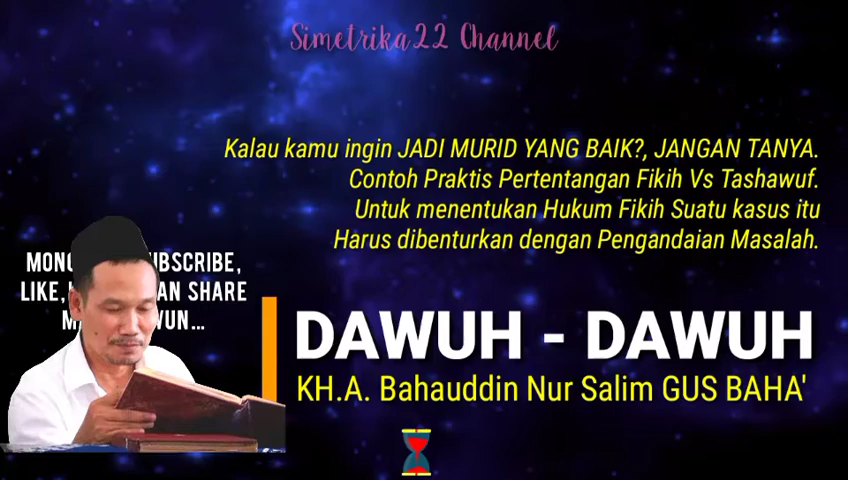 Simetrika22 Channel
Kalau kamu ingin JADI MURID YANG BAIK?, JANGAN TANYA.
Contoh Praktis Pertentangan Fikih Vs Tashawuf.
Untuk menentukan Hukum Fikih Suatu kasus itu
Harus dibenturkan dengan Pengandaian Masalah.
LIKE, SHARE
DAWUH - DAWUH
KH.A. Bahauddin Nur Salim GUS BAHA'